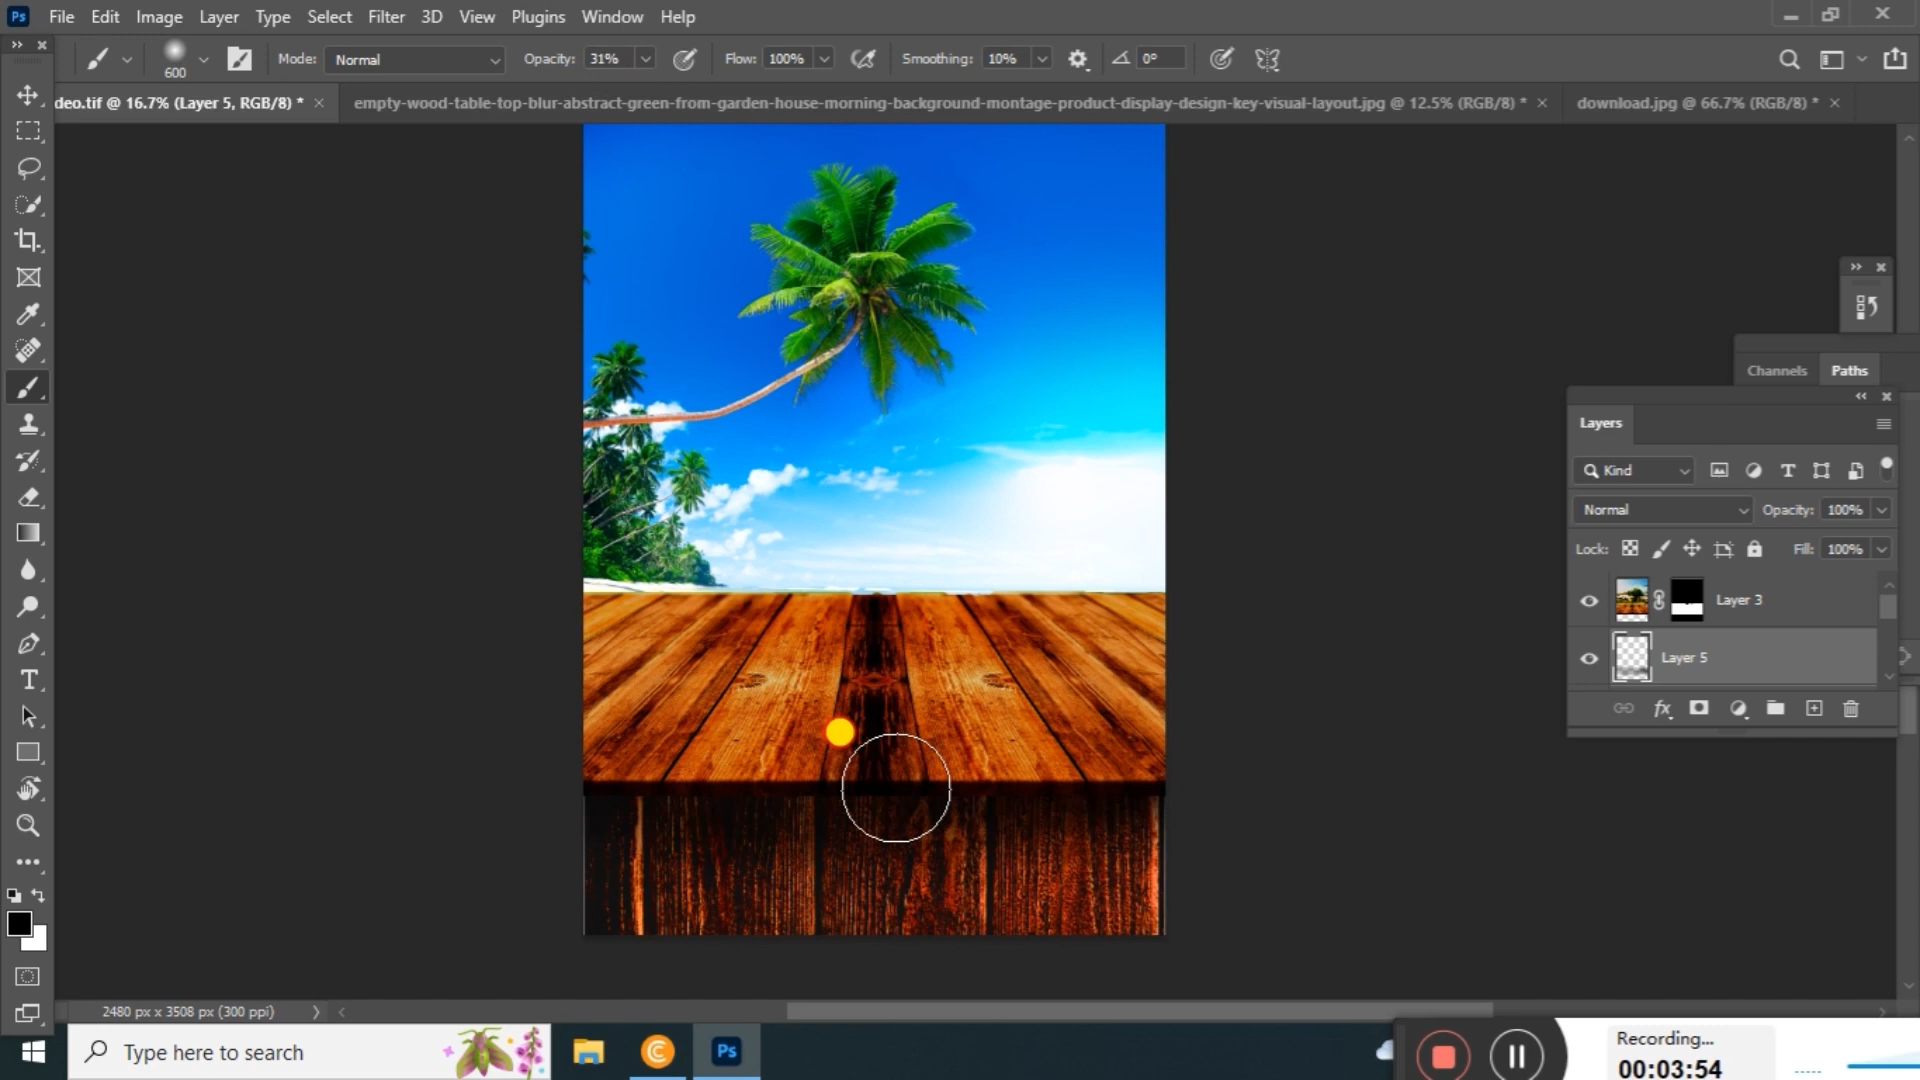 Ps File Edit Image Layer Type Select Filter 3D View Plugins Window Help
600 Mode: Normal Opacity: 31% Flow: 100% Smoothing: 10% 0°
deo.tif @ 16.7% (Layer 5, RGB/8) * × empty-wood-table-top-blur-abstract-green-from-garden-house-morning-background-montage-product-display-design-key-visual-layout.jpg @ 12.5% (RGB/8) * × download.jpg @ 66.7% (RGB/8) * ×
Channels Paths
Layers
Kind
Normal Opacity: 100%
Lock: Fill: 100%
Layer 3
Layer 5
fx
2480 px x 3508 px (300 ppi)
Type here to search
Ps
Recording...
00:03:54